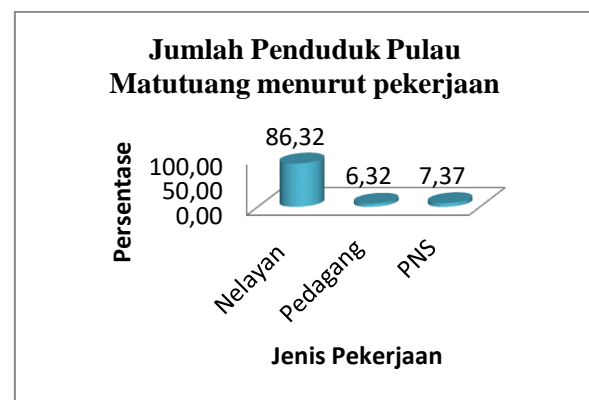 Jumlah Penduduk Pulau
Matutuang menurut pekerjaan
Persentase
100,00
50,00
0,00
86,32
6,32
7,37
Nelayan
Pedagang
PNS
Jenis Pekerjaan